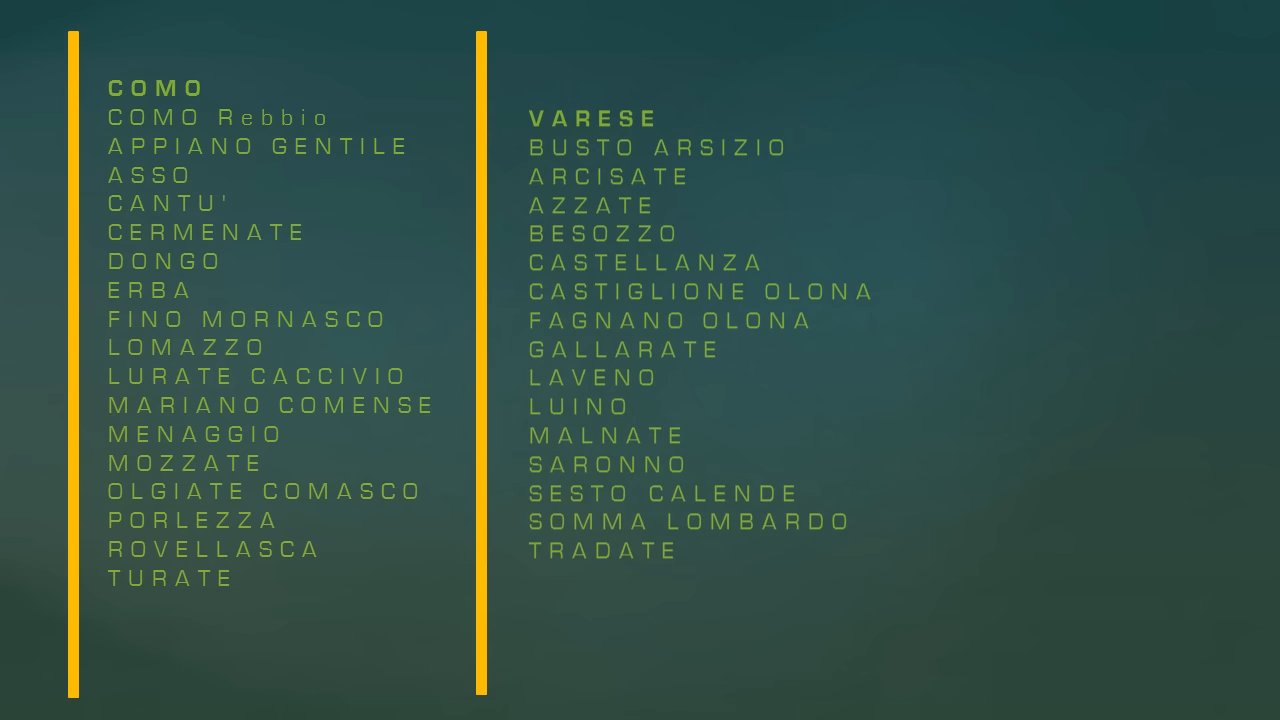 COMO
COMO Rebbio
APPIANO GENTILE
ASSO
CANTU'
CERMENATE
DONGO
ERBA
FINO MORNASCO
LOMAZZO
LURATE CACCIVIO
MARIANO COMENSE
MENAGGIO
MOZZATE
OLGIATE COMASCO
PORLEZZA
ROVELLASCA
TURATE
VARESE
BUSTO ARSIZIO
ARCISATE
AZZATE
BESOZZO
CASTELLANZA
CASTIGLIONE OLONA
FAGNANO OLONA
GALLARATE
LAVENO
LUINO
MALNATE
SARONNO
SESTO CALENDE
SOMMA LOMBARDO
TRADATE